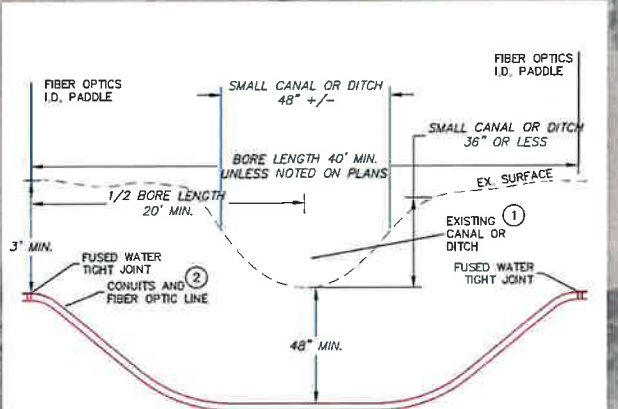 FIBER OPTICS
I.D. PADDLE
SMALL CANAL OR DITCH
48" +/-
FIBER OPTICS
I.D. PADDLE
SMALL CANAL OR DITCH
36" OR LESS
BORE LENGTH 40' MIN.
UNLESS NOTED ON PLANS
EX. SURFACE
1/2 BORE LENGTH
20' MIN.
EXISTING 1
CANAL OR
DITCH
3' MIN.
FUSED WATER
TIGHT JOINT
CONUITS AND 2
FIBER OPTIC LINE
FUSED WATER
TIGHT JOINT
48" MIN.